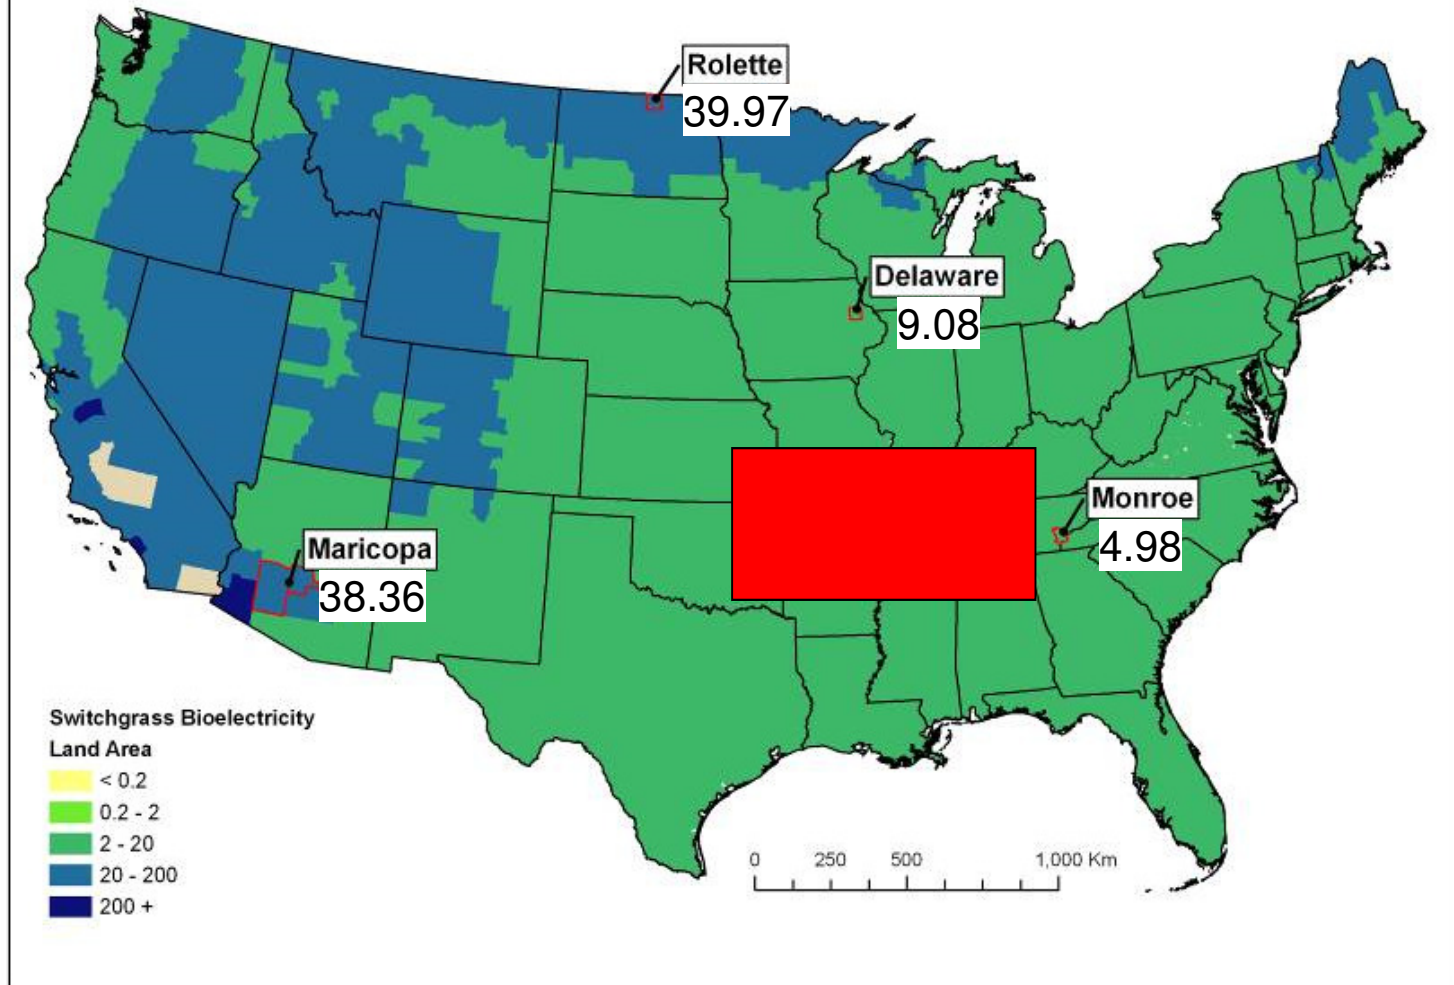 Rolette
39.97
Delaware
9.08
Monroe
4.98
Maricopa
38.36
Switchgrass Bioelectricity
Land Area
< 0.2
0.2 - 2
2 - 20
20 - 200
200 +
0 250 500 1,000 Km